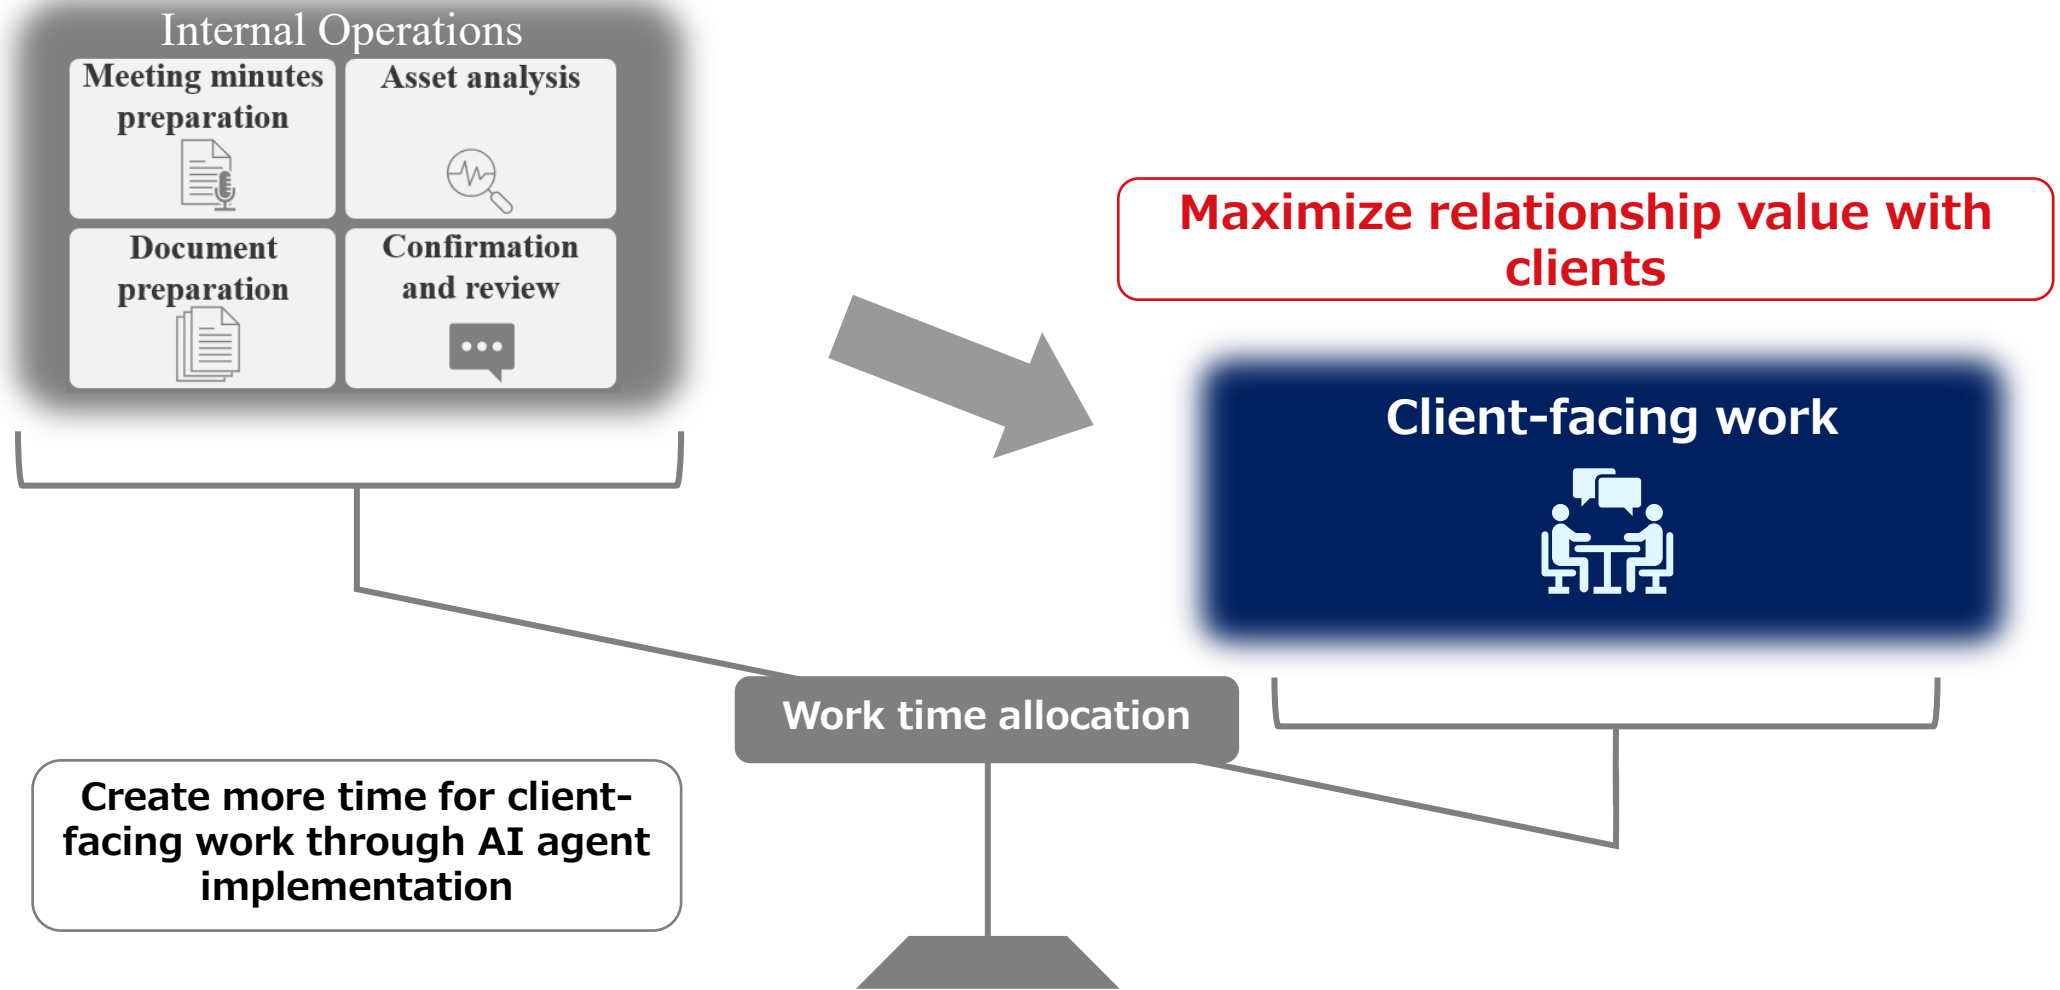 Internal Operations
Meeting minutes
preparation
Asset analysis
Document
preparation
Confirmation
and review
Maximize relationship value with
clients
Client-facing work
Work time allocation
Create more time for client-
facing work through AI agent
implementation